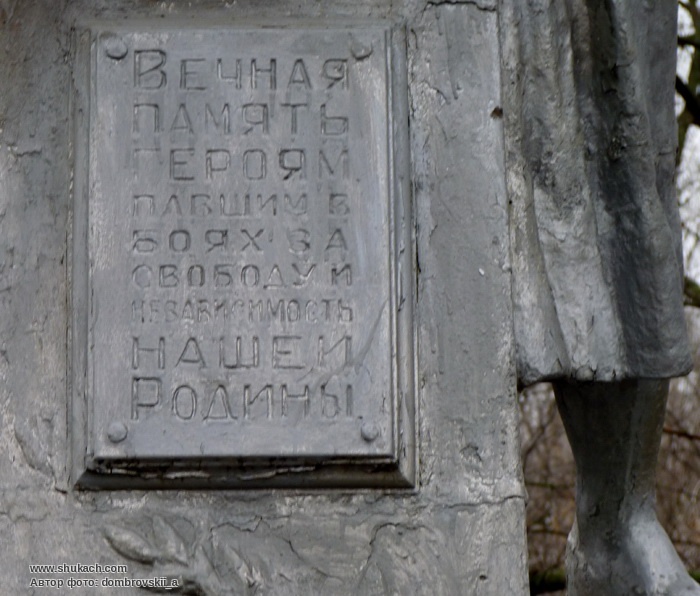 Вечная
память
героям
павшим в
боях за
свободу и
независимость
нашей
Родины
www.shukach.com
Автор фото: dombrovskii_a